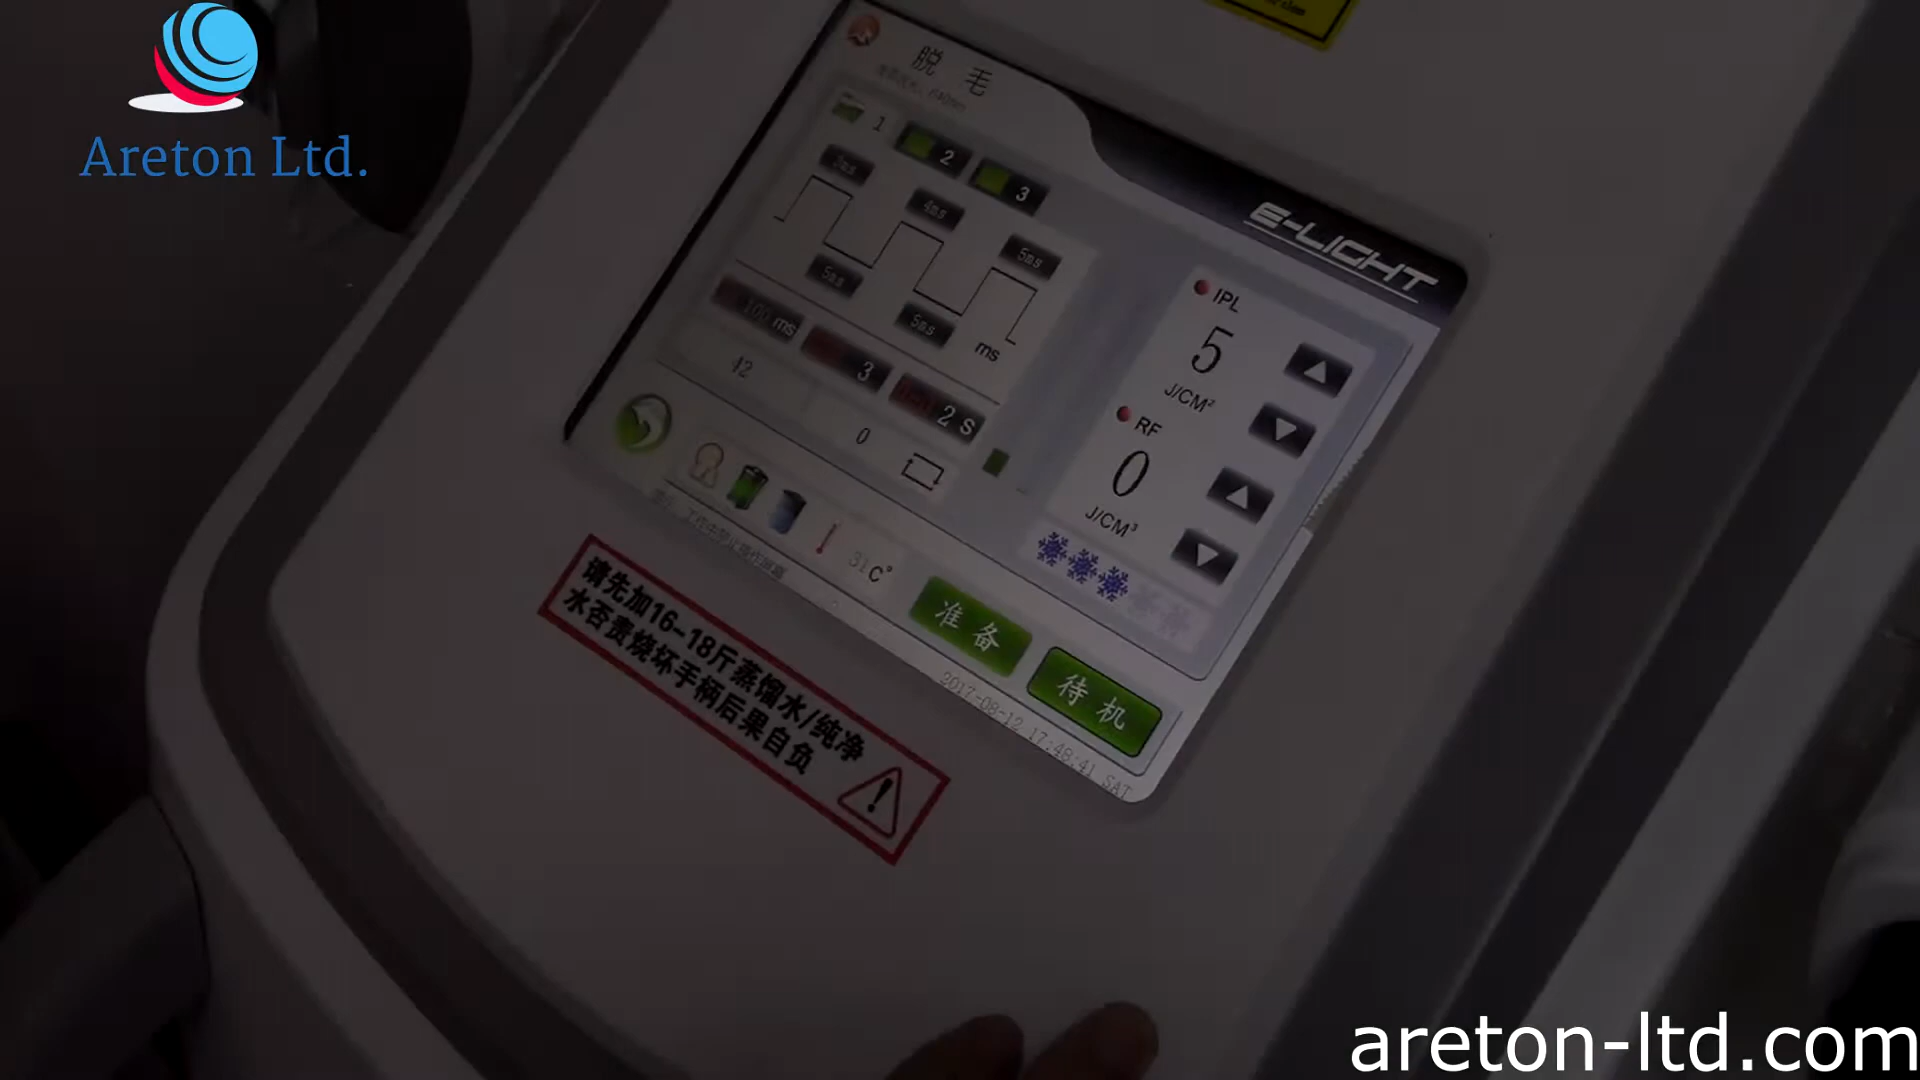 Areton Ltd.
脱 毛
1
2
3
3ms
4ms
5ms
5ms
5ms
ms
100 ms
3
2 S
42
0
31C°
E-LIGHT
IPL
5
J/CM²
RF
0
J/CM³
准 备
待 机
2017-08-12 17:48:41 SAT
请先加16-18斤蒸馏水/纯净
水否责烧坏手柄后果自负
areton-ltd.com